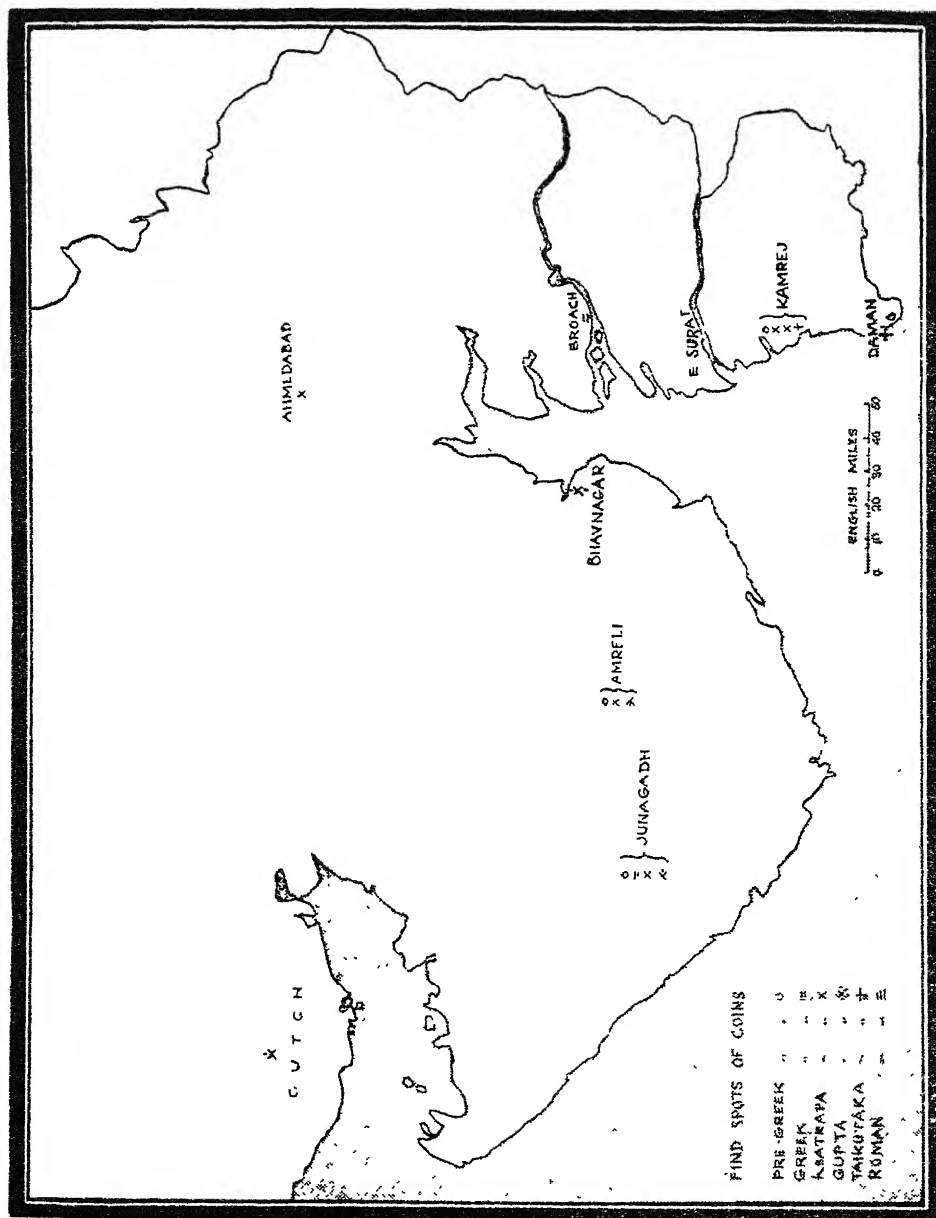 AHMEDABAD
CUTCH
BROACH
E SURAT
KAMREJ
DAMAN
BHAVNAGAR
AMRELI
JUNAGADH
ENGLISH MILES
0 10 20 30 40 50
FIND SPOTS OF COINS
PRE-GREEK " " o
GREEK " " =
KSATRAPA " " x
GUPTA " "
TAIKUTAKA " "
ROMAN " " ≡